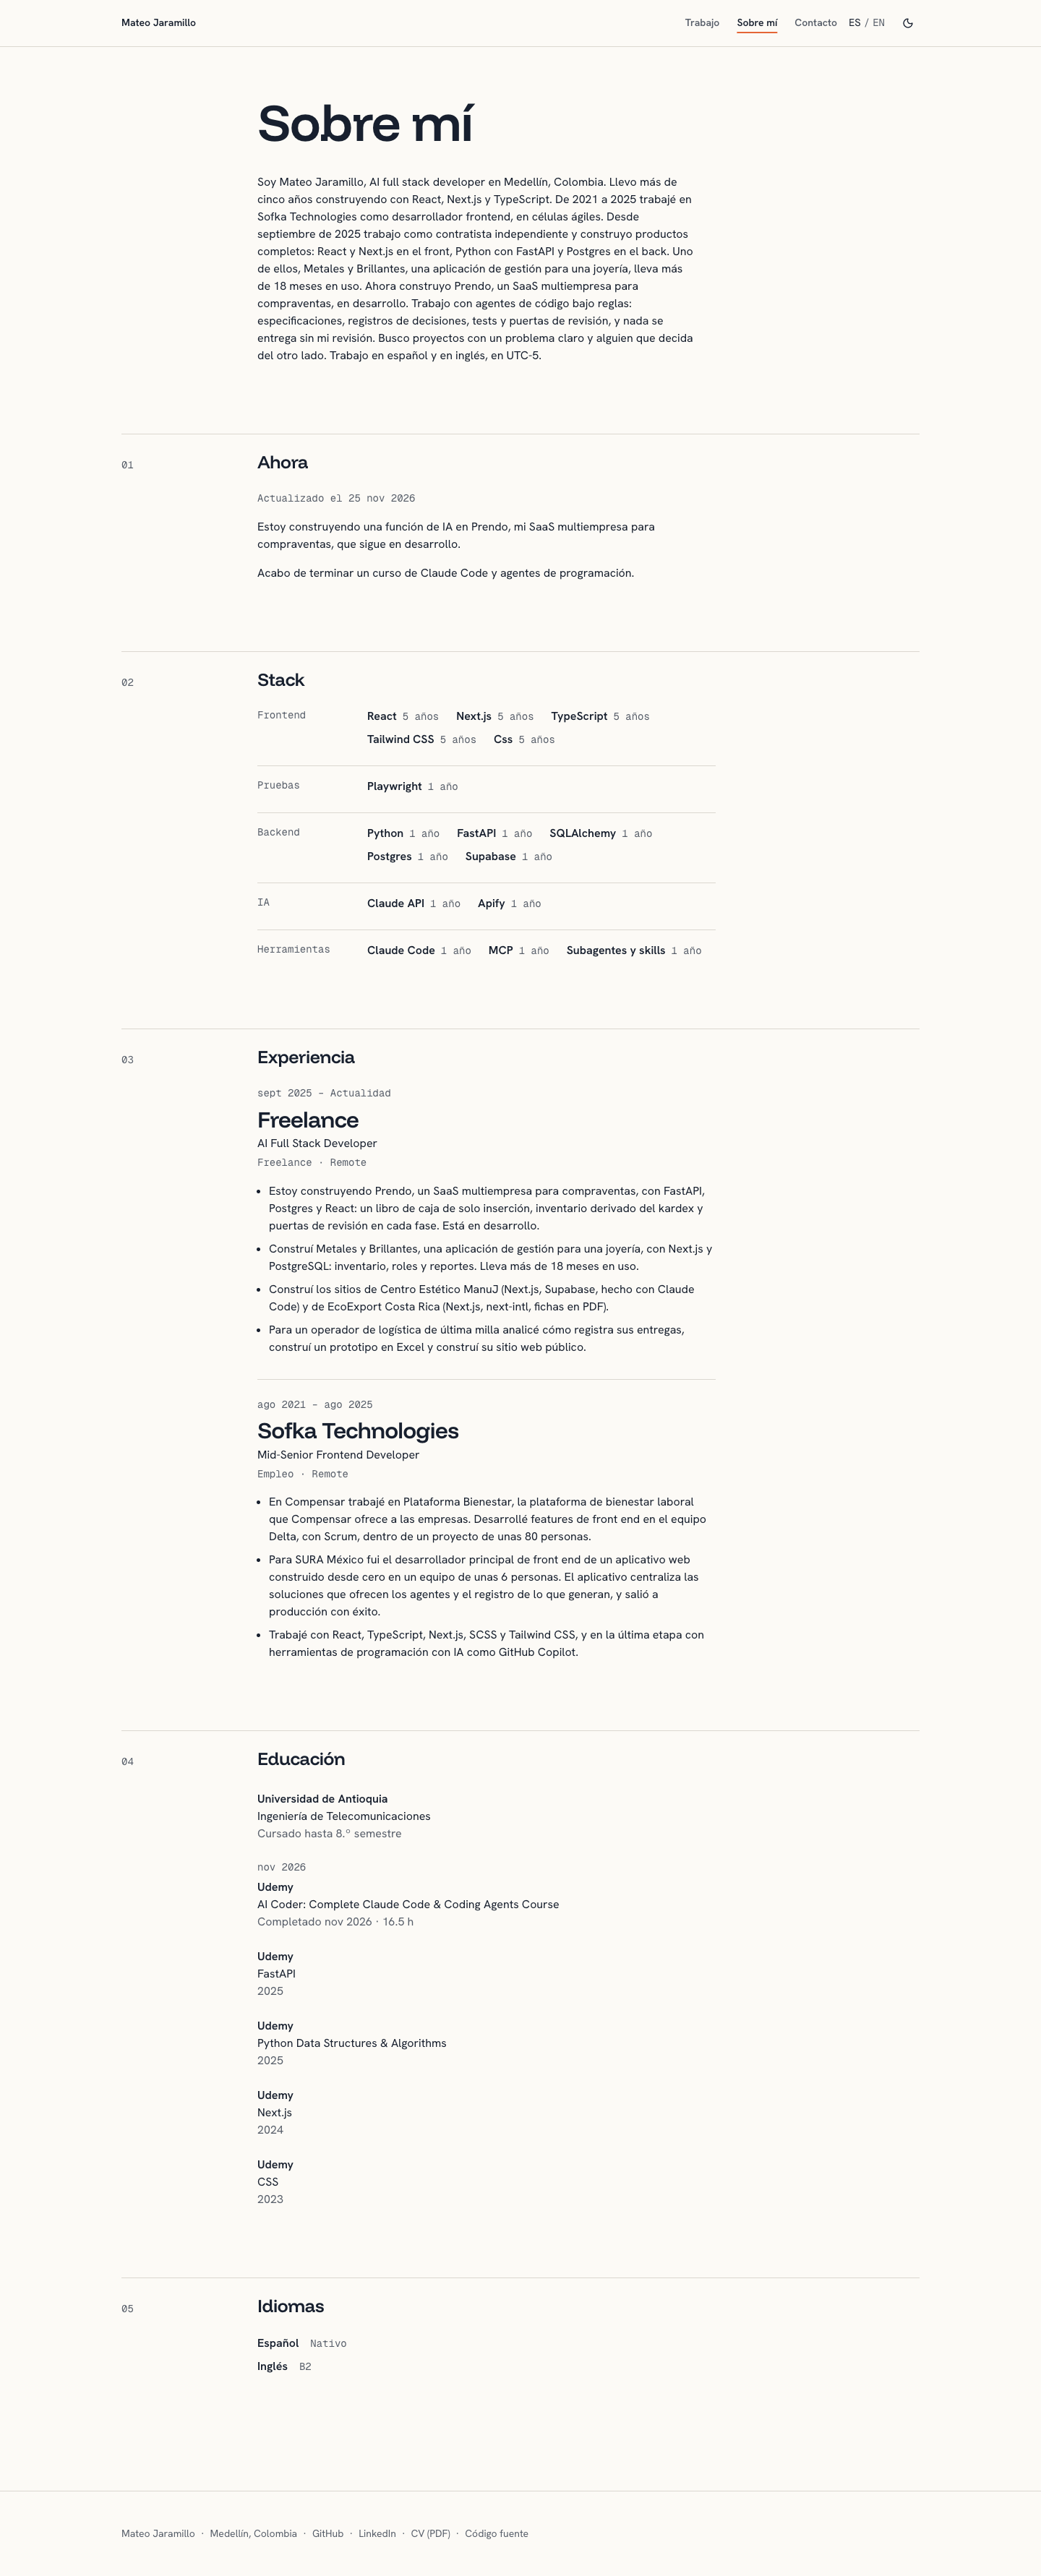 Mateo Jaramillo
Trabajo Sobre mí Contacto ES / EN
Sobre mí
Soy Mateo Jaramillo, AI full stack developer en Medellín, Colombia. Llevo más de
cinco años construyendo con React, Next.js y TypeScript. De 2021 a 2025 trabajé en
Sofka Technologies como desarrollador frontend, en células ágiles. Desde
septiembre de 2025 trabajo como contratista independiente y construyo productos
completos: React y Next.js en el front, Python con FastAPI y Postgres en el back. Uno
de ellos, Metales y Brillantes, una aplicación de gestión para una joyería, lleva más
de 18 meses en uso. Ahora construyo Prendo, un SaaS multiempresa para
compraventas, en desarrollo. Trabajo con agentes de código bajo reglas:
especificaciones, registros de decisiones, tests y puertas de revisión, y nada se
entrega sin mi revisión. Busco proyectos con un problema claro y alguien que decida
del otro lado. Trabajo en español y en inglés, en UTC-5.
01
Ahora
Actualizado el 25 nov 2026
Estoy construyendo una función de IA en Prendo, mi SaaS multiempresa para
compraventas, que sigue en desarrollo.
Acabo de terminar un curso de Claude Code y agentes de programación.
02
Stack
Frontend
React 5 años Next.js 5 años TypeScript 5 años
Tailwind CSS 5 años Css 5 años
Pruebas
Playwright 1 año
Backend
Python 1 año FastAPI 1 año SQLAlchemy 1 año
Postgres 1 año Supabase 1 año
IA
Claude API 1 año Apify 1 año
Herramientas
Claude Code 1 año MCP 1 año Subagentes y skills 1 año
03
Experiencia
sept 2025 – Actualidad
Freelance
AI Full Stack Developer
Freelance · Remote
• Estoy construyendo Prendo, un SaaS multiempresa para compraventas, con FastAPI,
Postgres y React: un libro de caja de solo inserción, inventario derivado del kardex y
puertas de revisión en cada fase. Está en desarrollo.
• Construí Metales y Brillantes, una aplicación de gestión para una joyería, con Next.js y
PostgreSQL: inventario, roles y reportes. Lleva más de 18 meses en uso.
• Construí los sitios de Centro Estético ManuJ (Next.js, Supabase, hecho con Claude
Code) y de EcoExport Costa Rica (Next.js, next-intl, fichas en PDF).
• Para un operador de logística de última milla analicé cómo registra sus entregas,
construí un prototipo en Excel y construí su sitio web público.
ago 2021 – ago 2025
Sofka Technologies
Mid-Senior Frontend Developer
Empleo · Remote
• En Compensar trabajé en Plataforma Bienestar, la plataforma de bienestar laboral
que Compensar ofrece a las empresas. Desarrollé features de front end en el equipo
Delta, con Scrum, dentro de un proyecto de unas 80 personas.
• Para SURA México fui el desarrollador principal de front end de un aplicativo web
construido desde cero en un equipo de unas 6 personas. El aplicativo centraliza las
soluciones que ofrecen los agentes y el registro de lo que generan, y salió a
producción con éxito.
• Trabajé con React, TypeScript, Next.js, SCSS y Tailwind CSS, y en la última etapa con
herramientas de programación con IA como GitHub Copilot.
04
Educación
Universidad de Antioquia
Ingeniería de Telecomunicaciones
Cursado hasta 8.º semestre
nov 2026
Udemy
AI Coder: Complete Claude Code & Coding Agents Course
Completado nov 2026 · 16.5 h
Udemy
FastAPI
2025
Udemy
Python Data Structures & Algorithms
2025
Udemy
Next.js
2024
Udemy
CSS
2023
05
Idiomas
Español Nativo
Inglés B2
Mateo Jaramillo · Medellín, Colombia · GitHub · LinkedIn · CV (PDF) · Código fuente